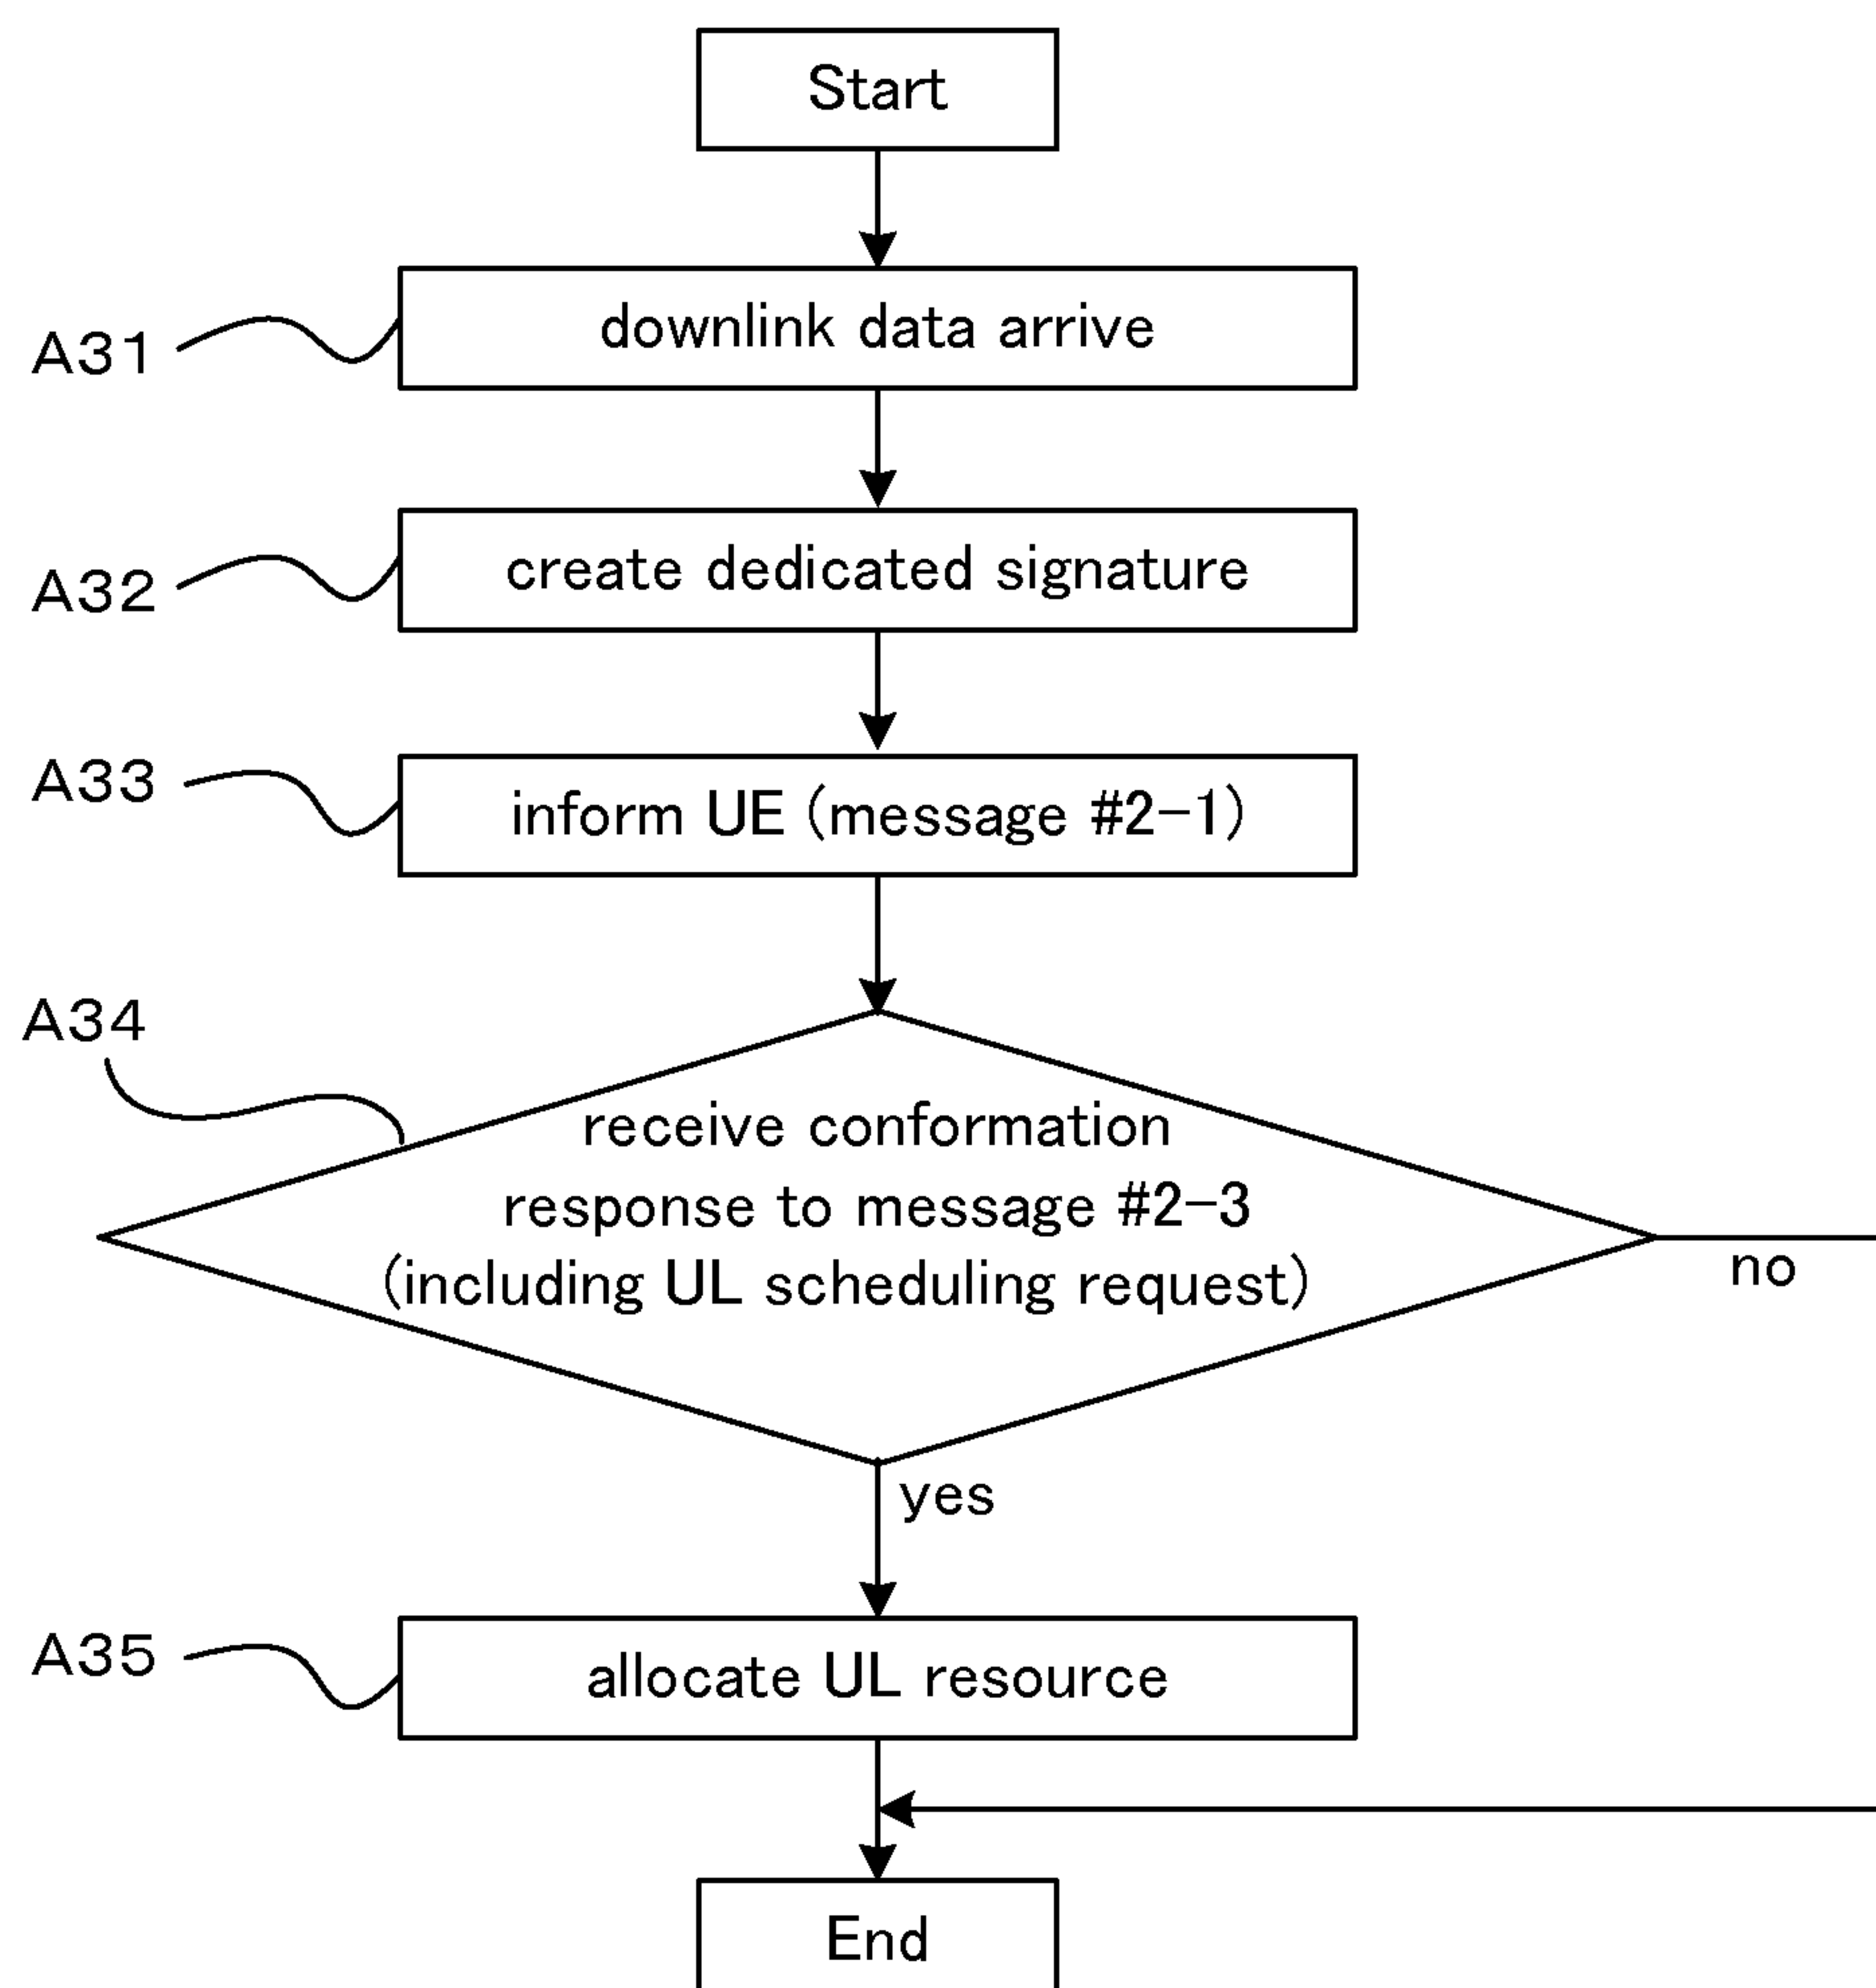 Start
A31
downlink data arrive
A32
create dedicated signature
A33
inform UE (message #2-1)
A34
receive conformation
response to message #2-3
(including UL scheduling request)
no
yes
A35
allocate UL resource
End